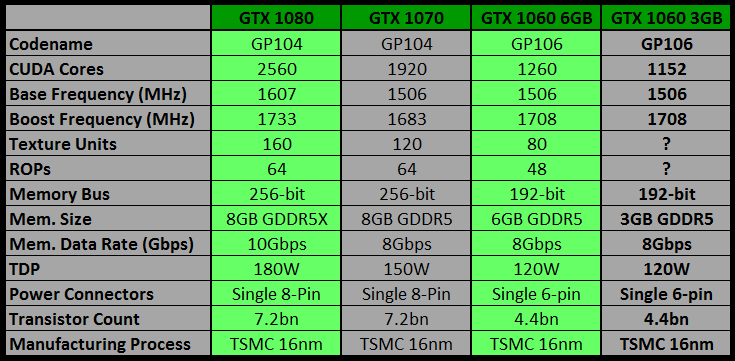 GTX 1080 GTX 1070 GTX 1060 6GB GTX 1060 3GB
Codename GP104 GP104 GP106 GP106
CUDA Cores 2560 1920 1260 1152
Base Frequency (MHz) 1607 1506 1506 1506
Boost Frequency (MHz) 1733 1683 1708 1708
Texture Units 160 120 80 ?
ROPs 64 64 48 ?
Memory Bus 256-bit 256-bit 192-bit 192-bit
Mem. Size 8GB GDDR5X 8GB GDDR5 6GB GDDR5 3GB GDDR5
Mem. Data Rate (Gbps) 10Gbps 8Gbps 8Gbps 8Gbps
TDP 180W 150W 120W 120W
Power Connectors Single 8-Pin Single 8-Pin Single 6-pin Single 6-pin
Transistor Count 7.2bn 7.2bn 4.4bn 4.4bn
Manufacturing Process TSMC 16nm TSMC 16nm TSMC 16nm TSMC 16nm